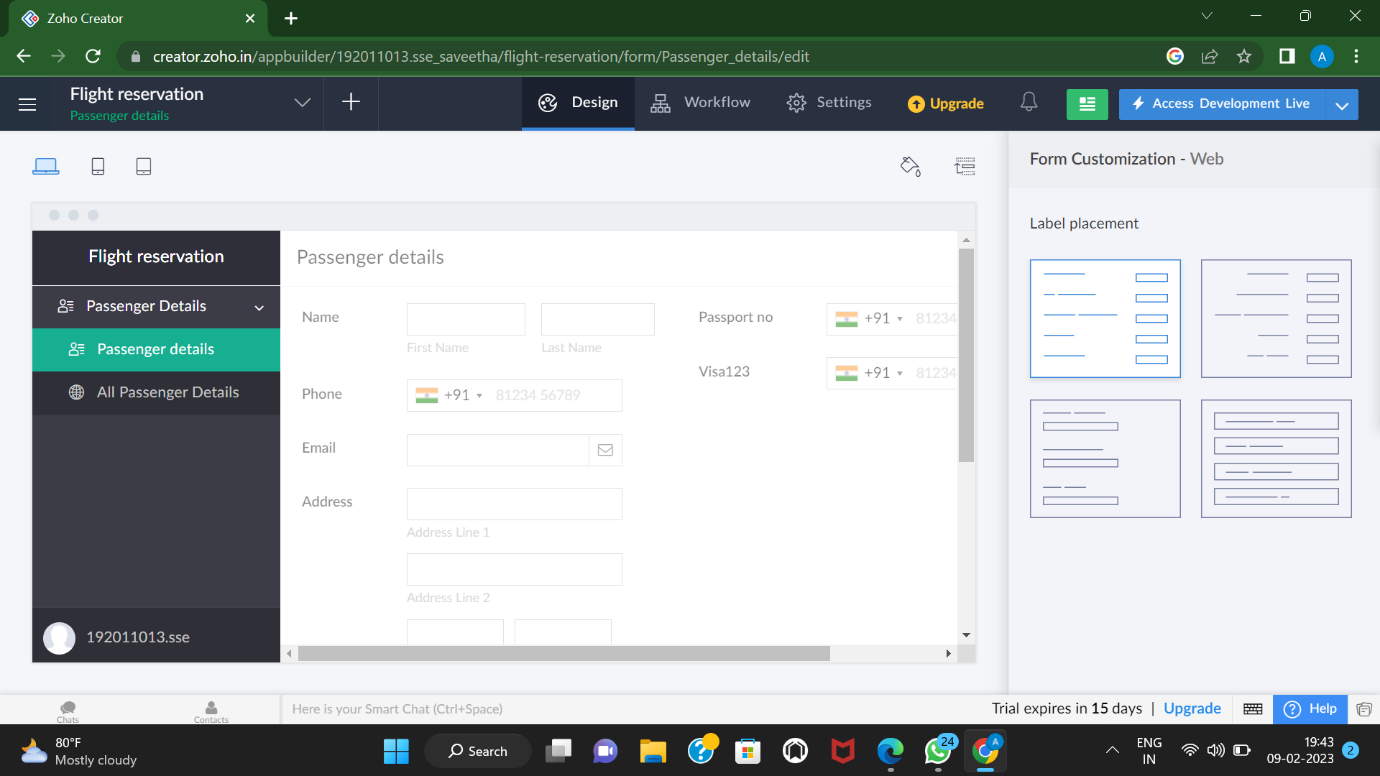 Zoho Creator
creator.zoho.in/appbuilder/192011013.sse_saveetha/flight-reservation/form/Passenger_details/edit
A
Flight reservation
Passenger details
Design
Workflow
Settings
Upgrade
Access Development Live
Form Customization - Web
Label placement
Flight reservation
Passenger Details
Passenger details
All Passenger Details
192011013.sse
Passenger details
Name
First Name
Last Name
Phone
+91
81234 56789
Email
Address
Address Line 1
Address Line 2
Passport no
+91
81234
Visa123
+91
81234
Chats
Contacts
Here is your Smart Chat (Ctrl+Space)
Trial expires in 15 days | Upgrade
Help
80°F
Mostly cloudy
Search
24
A
ENG
IN
19:43
09-02-2023
2